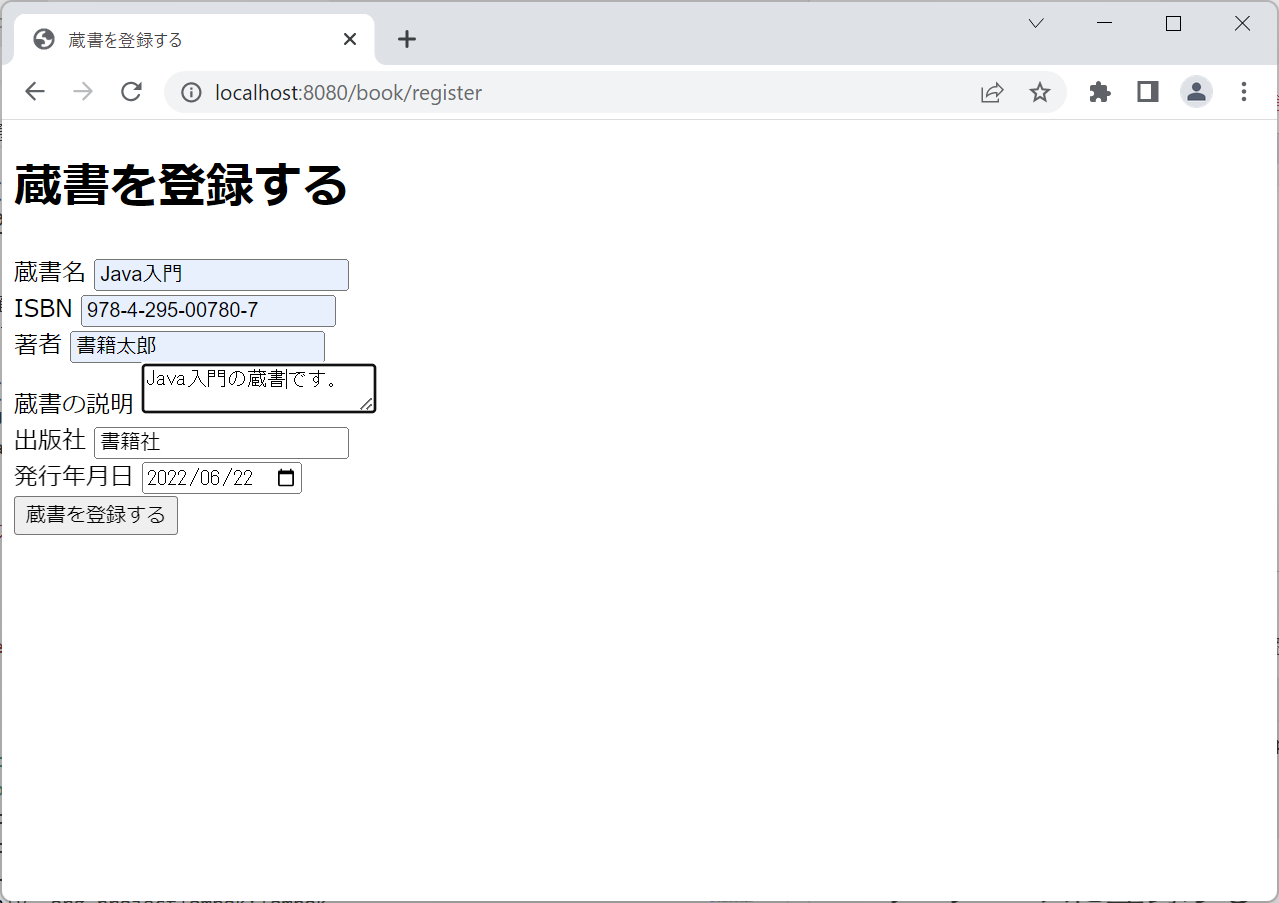 蔵書を登録する
localhost:8080/book/register
蔵書を登録する
蔵書名 Java入門
ISBN 978-4-295-00780-7
著者 書籍太郎
蔵書の説明 Java入門の蔵書です。
出版社 書籍社
発行年月日 2022/06/22
蔵書を登録する